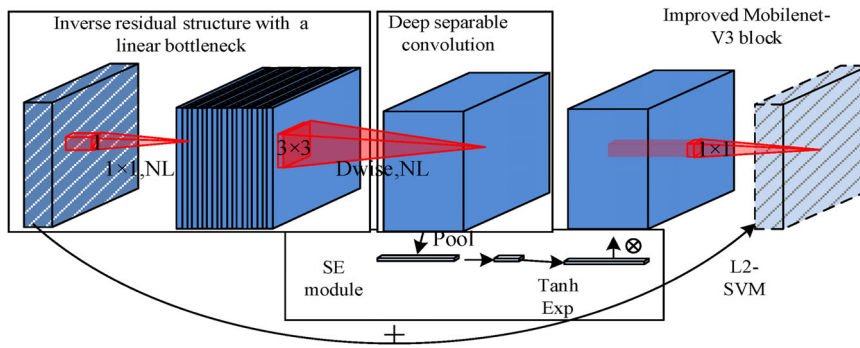 Inverse residual structure with a
linear bottleneck
Deep separable
convolution
Improved Mobilenet-
V3 block
1
1×1,NL
3×3
Dwise,NL
1×1
Pool
SE
module
Tanh
Exp
⊗
L2-
SVM
+